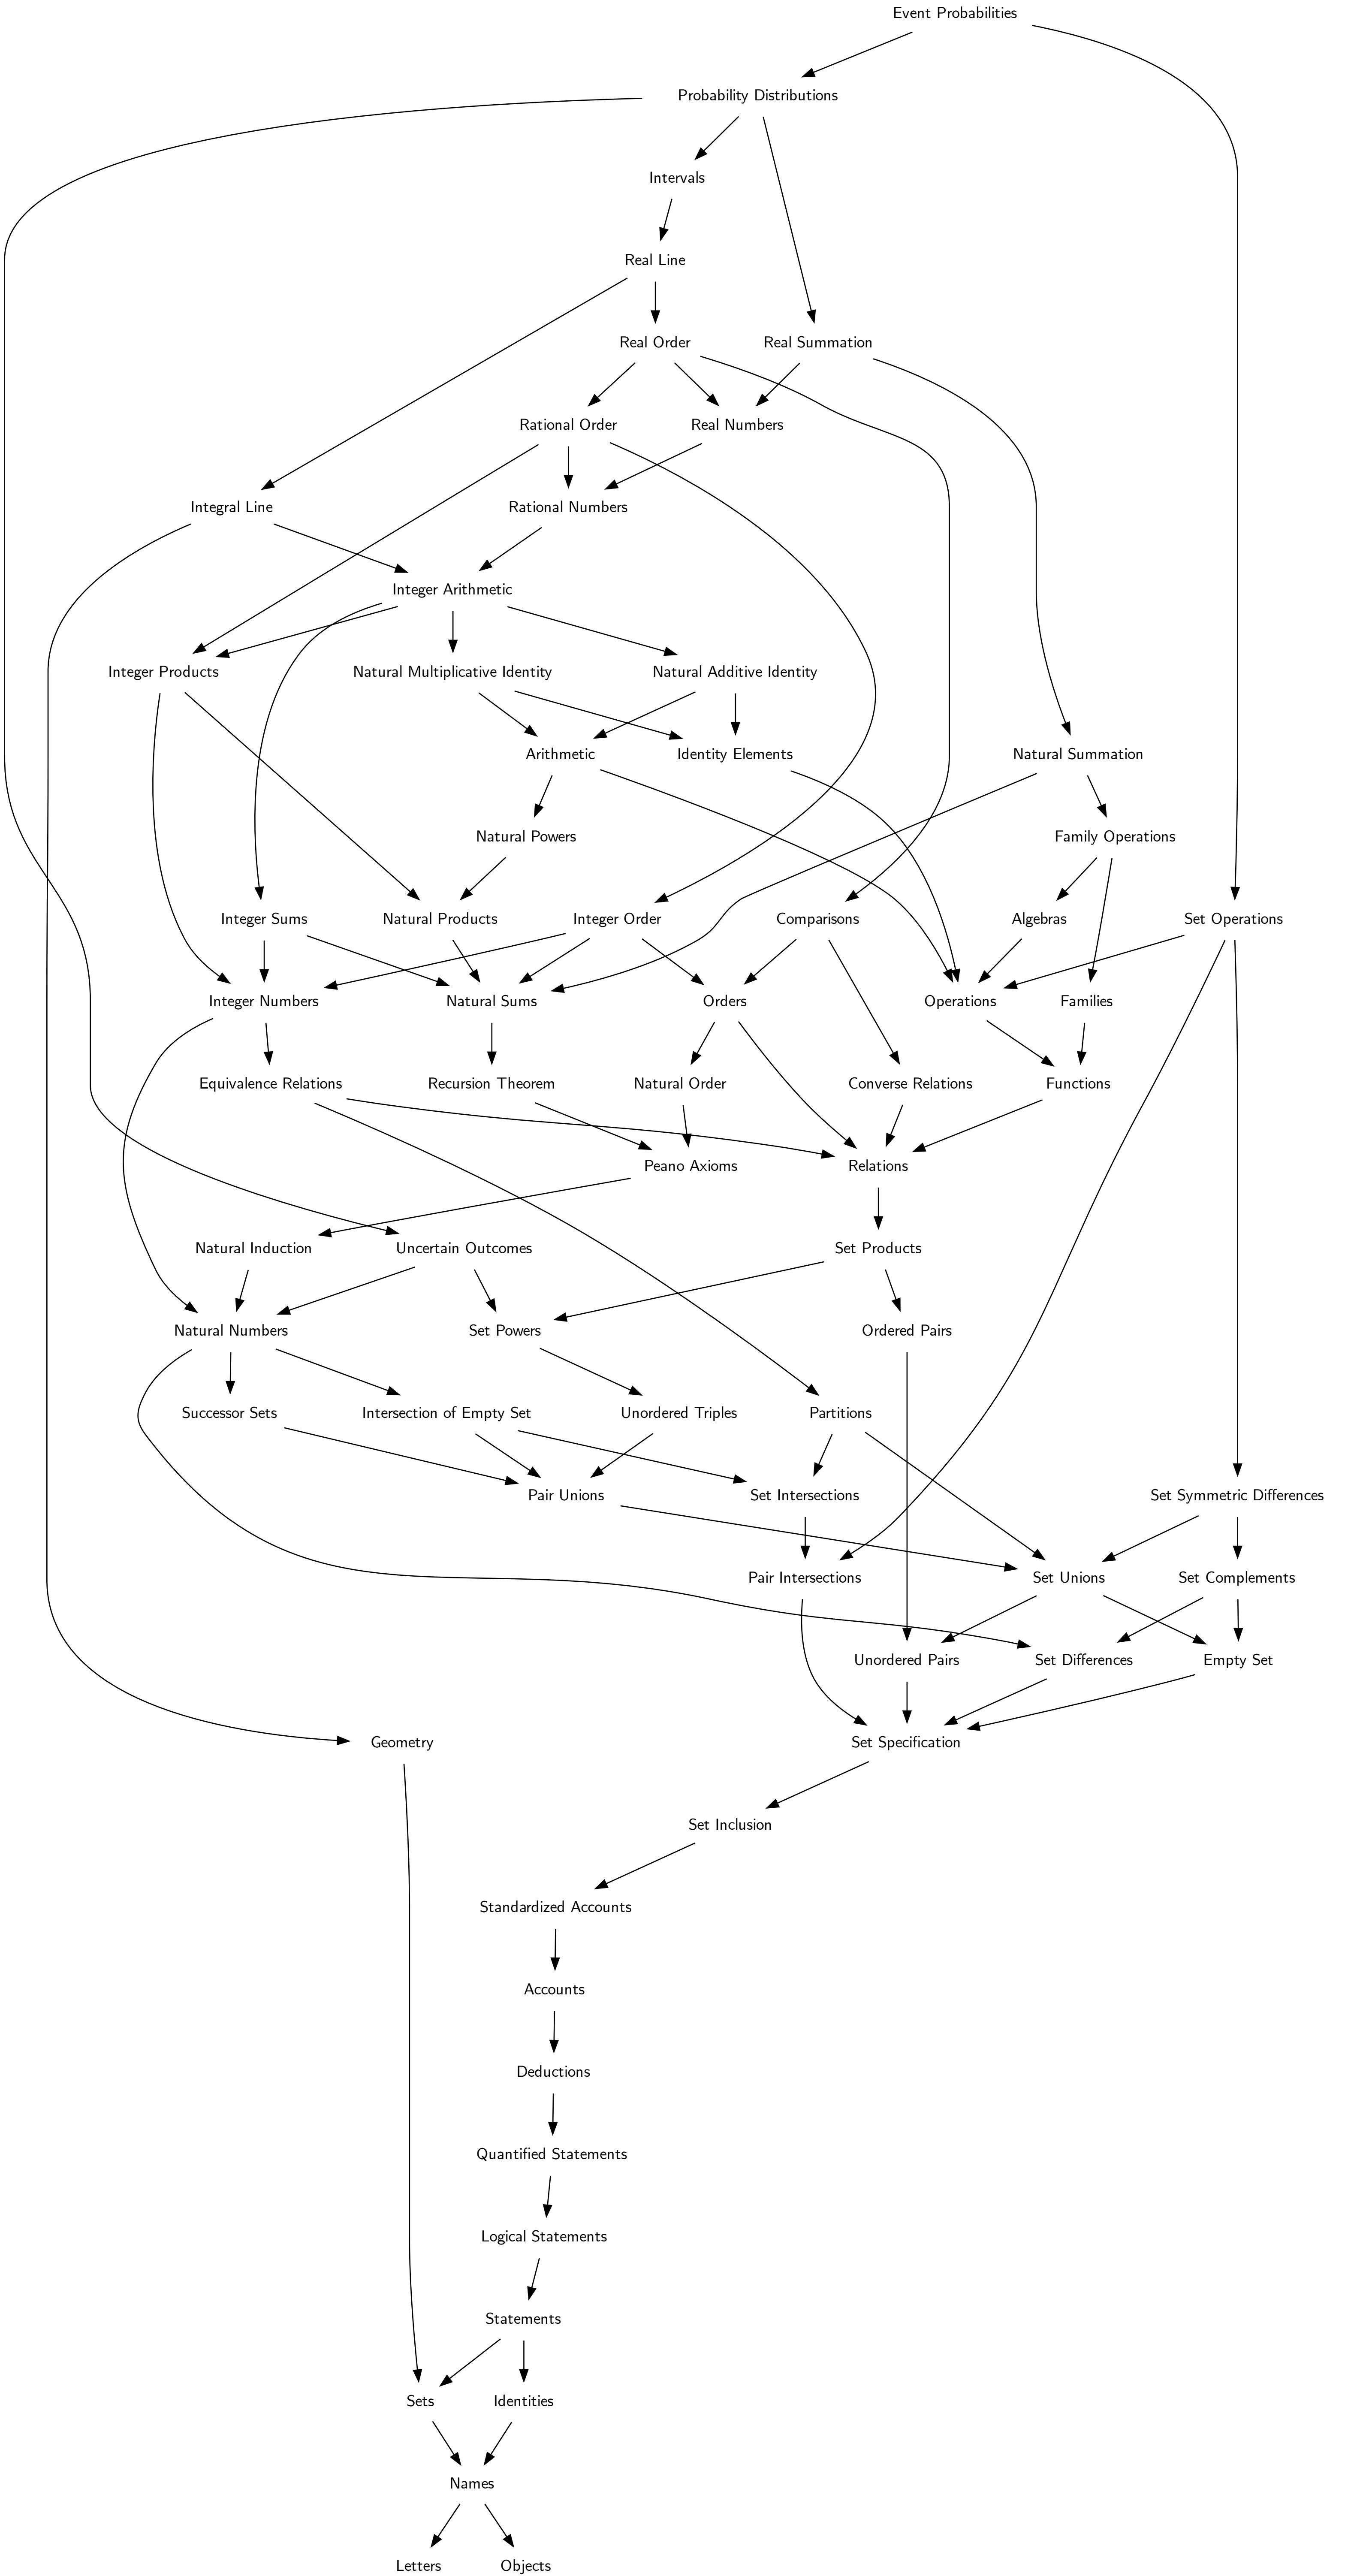 Event Probabilities
Probability Distributions
Intervals
Real Line
Real Order
Real Summation
Rational Order
Real Numbers
Integral Line
Rational Numbers
Integer Arithmetic
Integer Products
Natural Multiplicative Identity
Natural Additive Identity
Arithmetic
Identity Elements
Natural Summation
Natural Powers
Family Operations
Integer Sums
Natural Products
Integer Order
Comparisons
Algebras
Set Operations
Integer Numbers
Natural Sums
Orders
Operations
Families
Equivalence Relations
Recursion Theorem
Natural Order
Converse Relations
Functions
Peano Axioms
Relations
Natural Induction
Uncertain Outcomes
Set Products
Natural Numbers
Set Powers
Ordered Pairs
Successor Sets
Intersection of Empty Set
Unordered Triples
Partitions
Pair Unions
Set Intersections
Set Symmetric Differences
Pair Intersections
Set Unions
Set Complements
Unordered Pairs
Set Differences
Empty Set
Geometry
Set Specification
Set Inclusion
Standardized Accounts
Accounts
Deductions
Quantified Statements
Logical Statements
Statements
Sets
Identities
Names
Letters
Objects